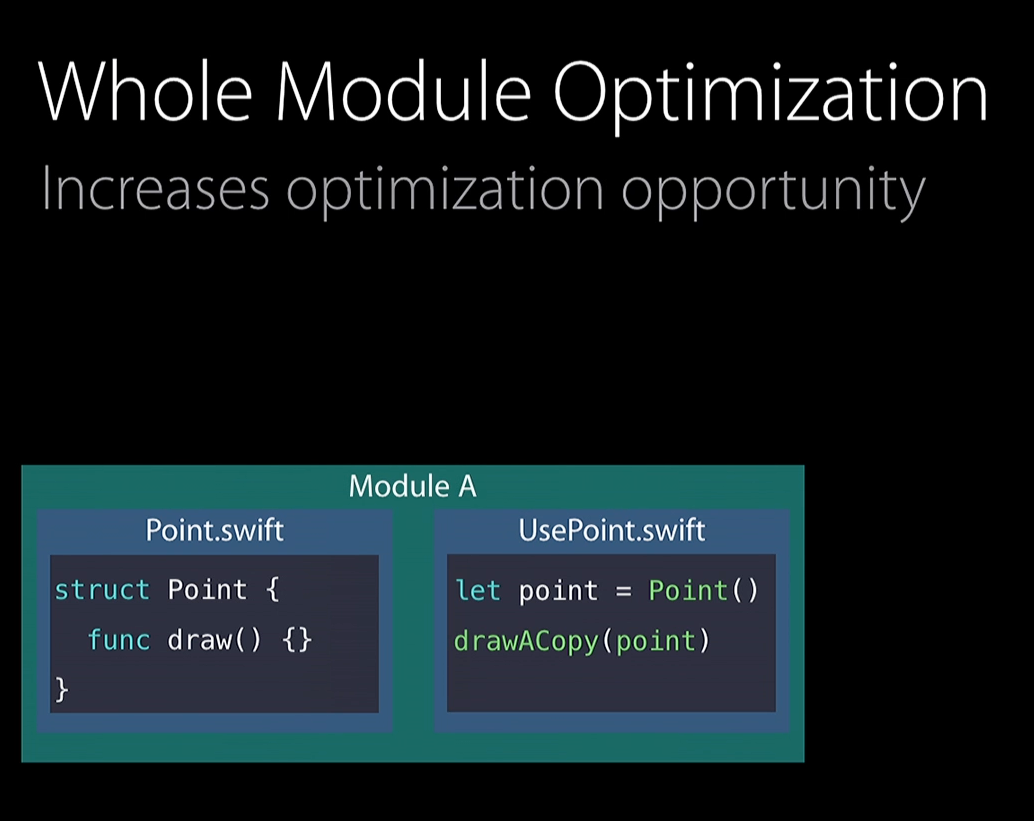 Whole Module Optimization
Increases optimization opportunity
Module A
Point.swift
struct Point {
  func draw() {}
}
UsePoint.swift
let point = Point()
drawACopy(point)